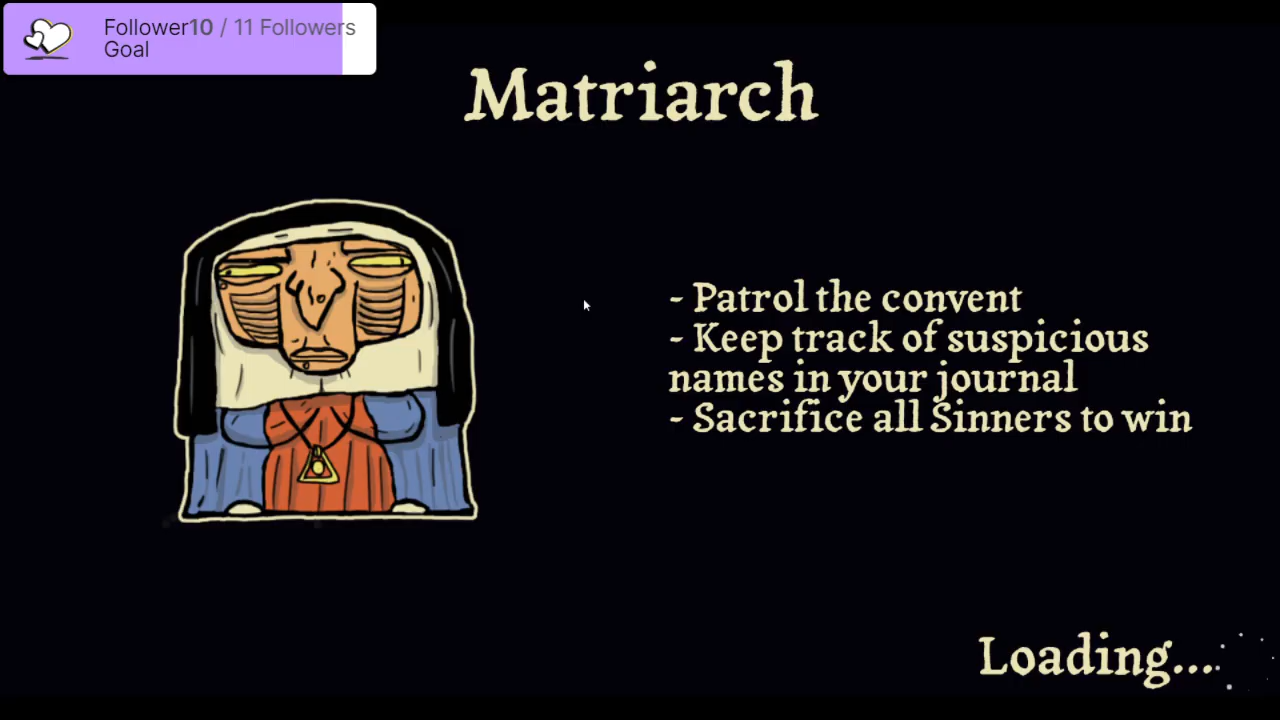 Follower10 / 11 Followers
Goal
Matriarch
- Patrol the convent
- Keep track of suspicious
names in your journal
- Sacrifice all Sinners to win
Loading...